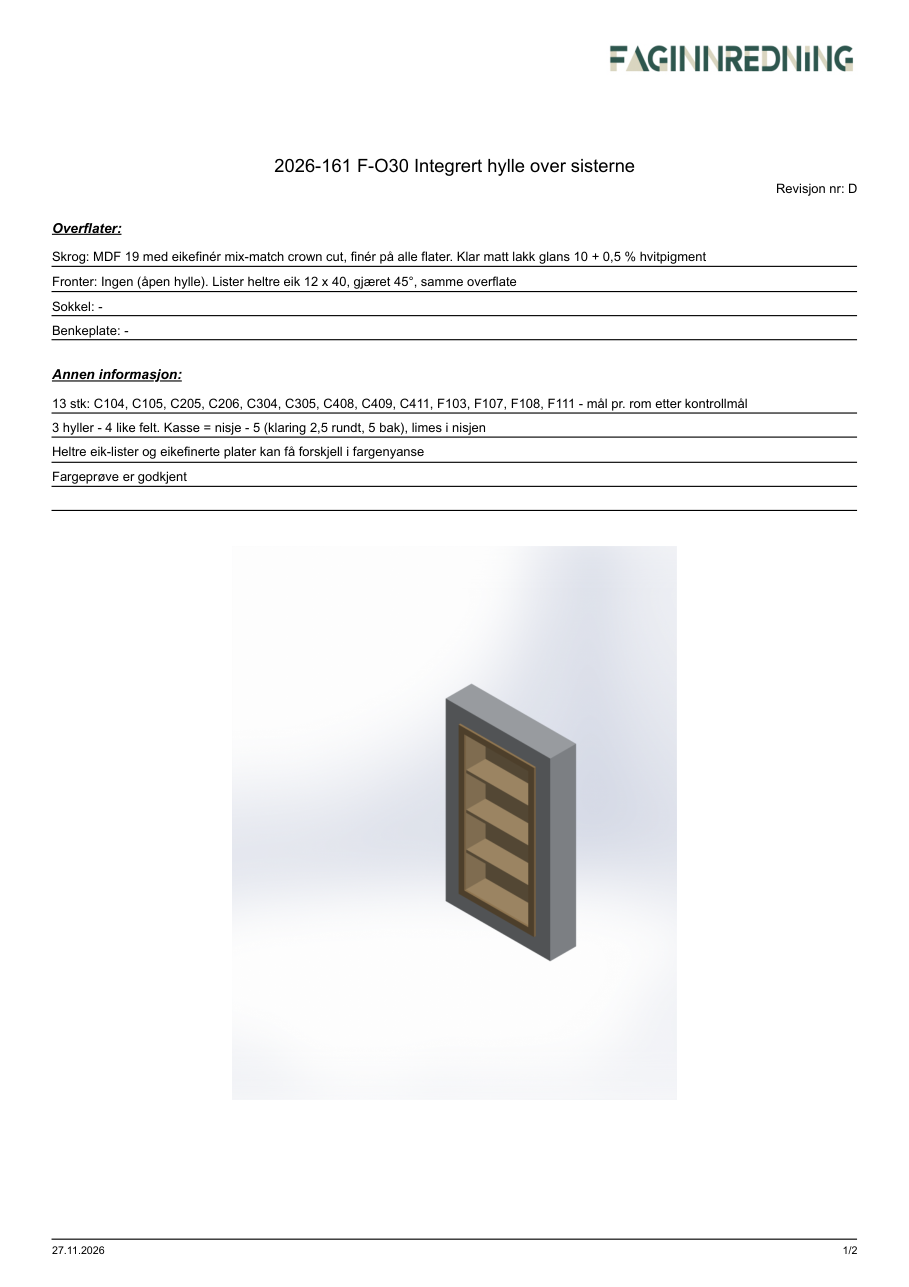 FAGINNREDNING
2026-161 F-O30 Integrert hylle over sisterne
Revisjon nr: D
Overflater:
Skrog: MDF 19 med eikefinér mix-match crown cut, finér på alle flater. Klar matt lakk glans 10 + 0,5 % hvitpigment
Fronter: Ingen (åpen hylle). Lister heltre eik 12 x 40, gjæret 45°, samme overflate
Sokkel: -
Benkeplate: -
Annen informasjon:
13 stk: C104, C105, C205, C206, C304, C305, C408, C409, C411, F103, F107, F108, F111 - mål pr. rom etter kontrollmål
3 hyller - 4 like felt. Kasse = nisje - 5 (klaring 2,5 rundt, 5 bak), limes i nisjen
Heltre eik-lister og eikefinerte plater kan få forskjell i fargenyanse
Fargeprøve er godkjent
27.11.2026
1/2